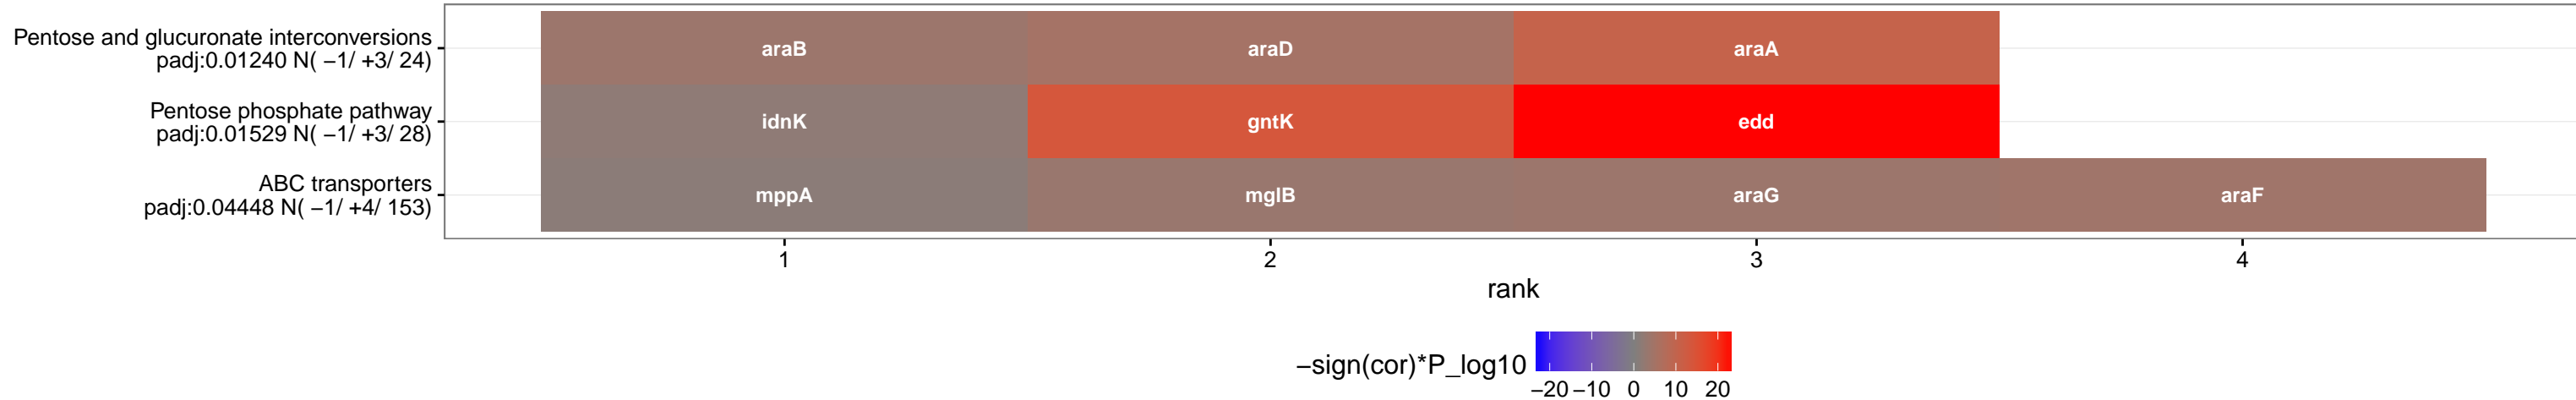 Pentose and glucuronate interconversions
padj:0.01240 N( −1/ +3/ 24)
araB araD araA
Pentose phosphate pathway
padj:0.01529 N( −1/ +3/ 28)
idnK gntK edd
ABC transporters
padj:0.04448 N( −1/ +4/ 153)
mppA mglB araG araF
1 2 3 4
rank
−sign(cor)*P_log10
−20 −10 0 10 20